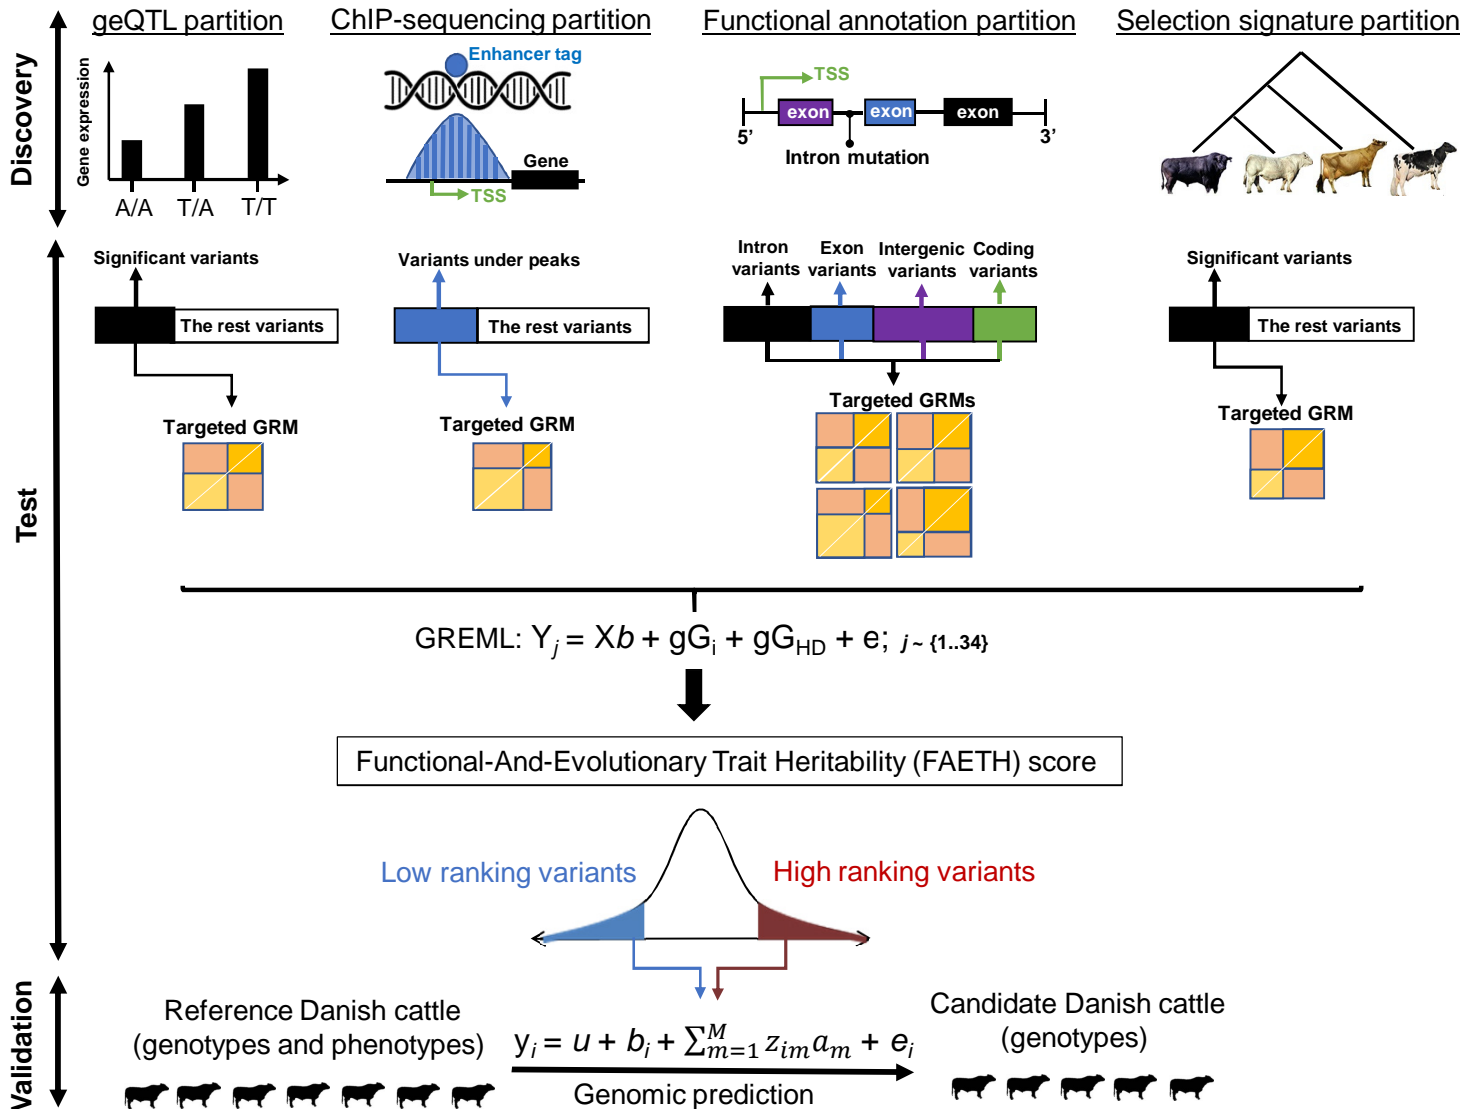 geQTL partition
ChIP-sequencing partition
Functional annotation partition
Selection signature partition
Discovery
Gene expression
A/A
T/A
T/T
Enhancer tag
Gene
TSS
TSS
exon
exon
exon
5’
3’
Intron mutation
Test
Significant variants
The rest variants
Targeted GRM
Variants under peaks
The rest variants
Targeted GRM
Intron
variants
Exon
variants
Intergenic
variants
Coding
variants
Targeted GRMs
Significant variants
The rest variants
Targeted GRM
GREML: Yj = Xb + gGi + gGHD + e; j ~ {1..34}
Functional-And-Evolutionary Trait Heritability (FAETH) score
Low ranking variants
High ranking variants
Validation
Reference Danish cattle
(genotypes and phenotypes)
yi = u + bi + ∑M m=1 zim am + ei
Genomic prediction
Candidate Danish cattle
(genotypes)